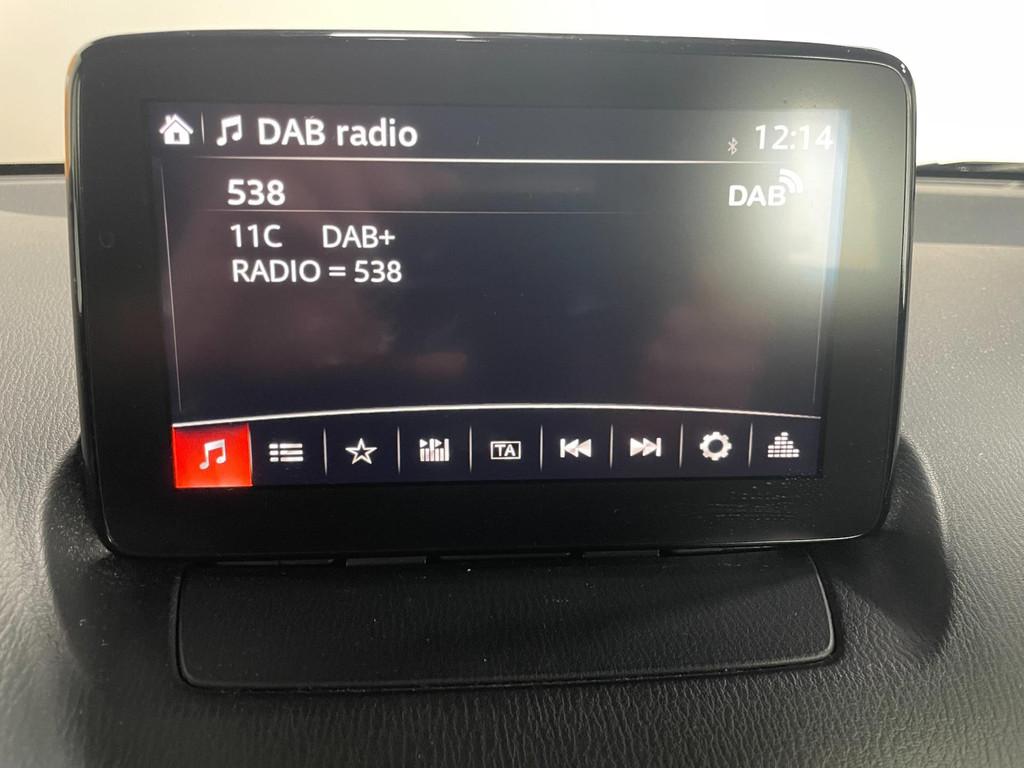 DAB radio 12:14
538 DAB
11C DAB+
RADIO = 538
TA